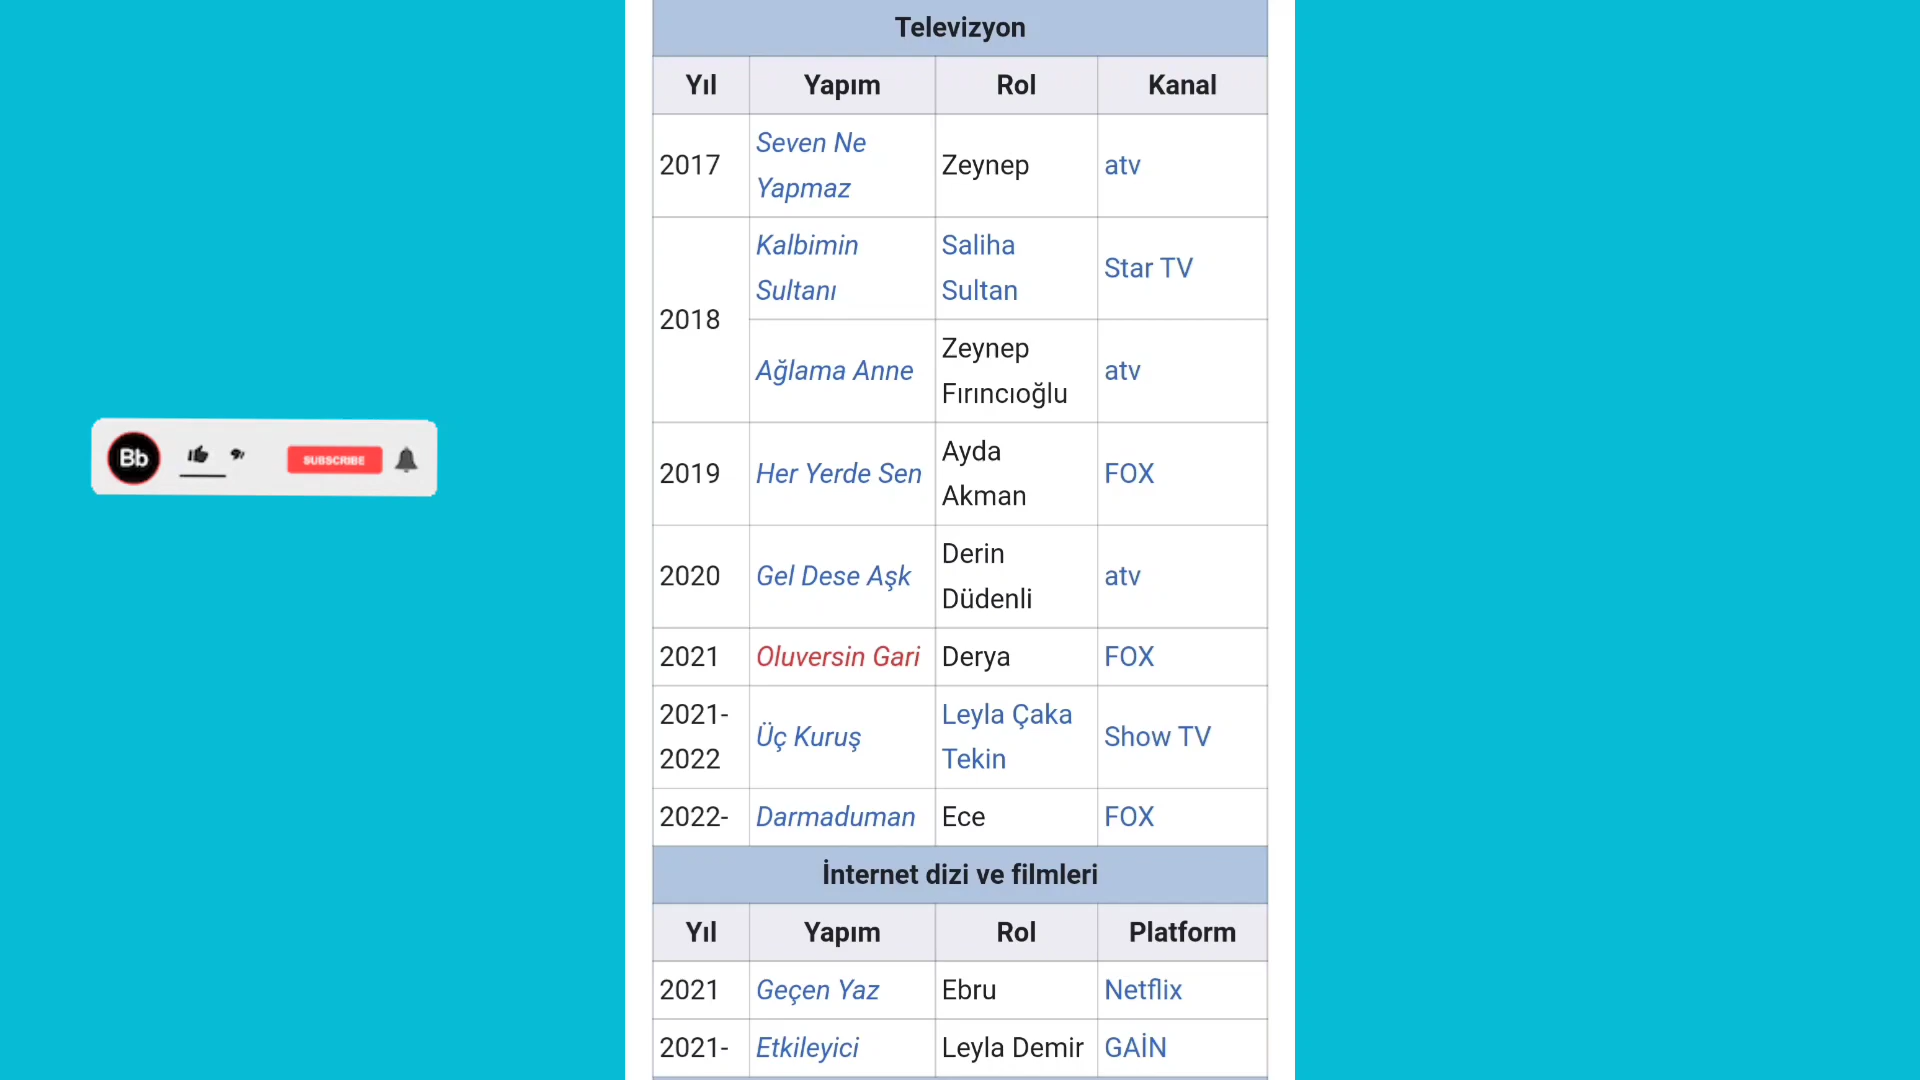 Televizyon
Yıl Yapım Rol Kanal
2017 Seven Ne Yapmaz Zeynep atv
2018 Kalbimin Sultanı Saliha Sultan Star TV
Ağlama Anne Zeynep Fırıncıoğlu atv
2019 Her Yerde Sen Ayda Akman FOX
2020 Gel Dese Aşk Derin Düdenli atv
2021 Oluversin Gari Derya FOX
2021-2022 Üç Kuruş Leyla Çaka Tekin Show TV
2022- Darmaduman Ece FOX
İnternet dizi ve filmleri
Yıl Yapım Rol Platform
2021 Geçen Yaz Ebru Netflix
2021- Etkileyici Leyla Demir GAİN
Bb SUBSCRIBE